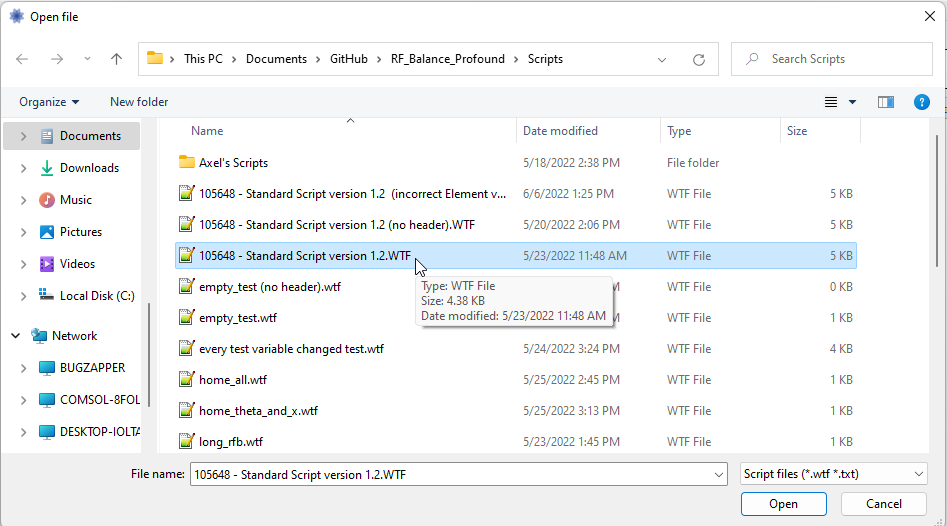 Open file
This PC > Documents > GitHub > RF_Balance_Profound > Scripts
Search Scripts
Organize
New folder
Name
Date modified
Type
Size
Documents
Downloads
Music
Pictures
Videos
Local Disk (C:)
Network
BUGZAPPER
COMSOL-8FOL
DESKTOP-IOLTA
Axel's Scripts 5/18/2022 2:38 PM File folder
105648 - Standard Script version 1.2 (incorrect Element v... 6/6/2022 1:25 PM WTF File 5 KB
105648 - Standard Script version 1.2 (no header).WTF 5/20/2022 2:06 PM WTF File 5 KB
105648 - Standard Script version 1.2.WTF 5/23/2022 11:48 AM WTF File 5 KB
empty_test (no header).wtf WTF File 0 KB
empty_test.wtf WTF File 1 KB
Type: WTF File
Size: 4.38 KB
Date modified: 5/23/2022 11:48 AM
every test variable changed test.wtf 5/24/2022 3:24 PM WTF File 4 KB
home_all.wtf 5/25/2022 2:45 PM WTF File 1 KB
home_theta_and_x.wtf 5/25/2022 3:13 PM WTF File 1 KB
long_rfb.wtf 5/23/2022 1:45 PM WTF File 1 KB
File name: 105648 - Standard Script version 1.2.WTF
Script files (*.wtf *.txt)
Open
Cancel